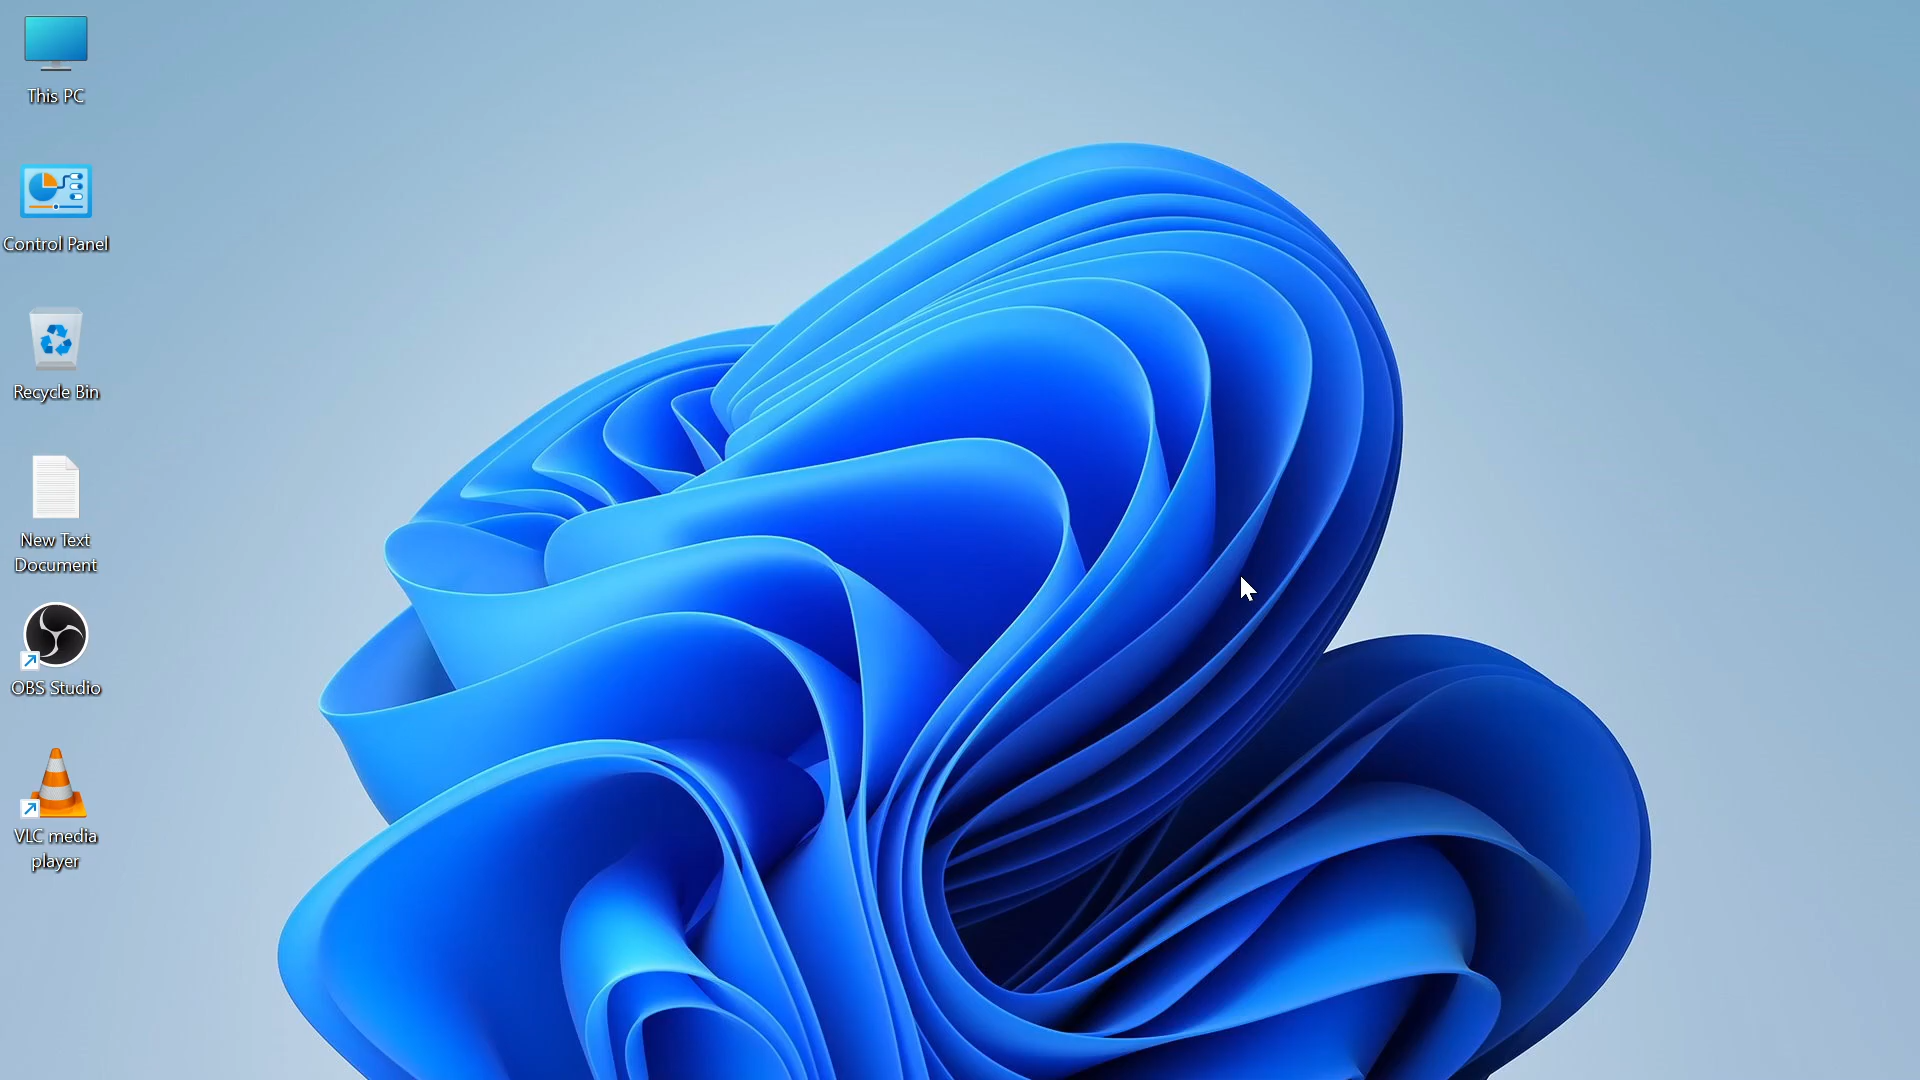 This PC
Control Panel
Recycle Bin
New Text
Document
OBS Studio
VLC media
player